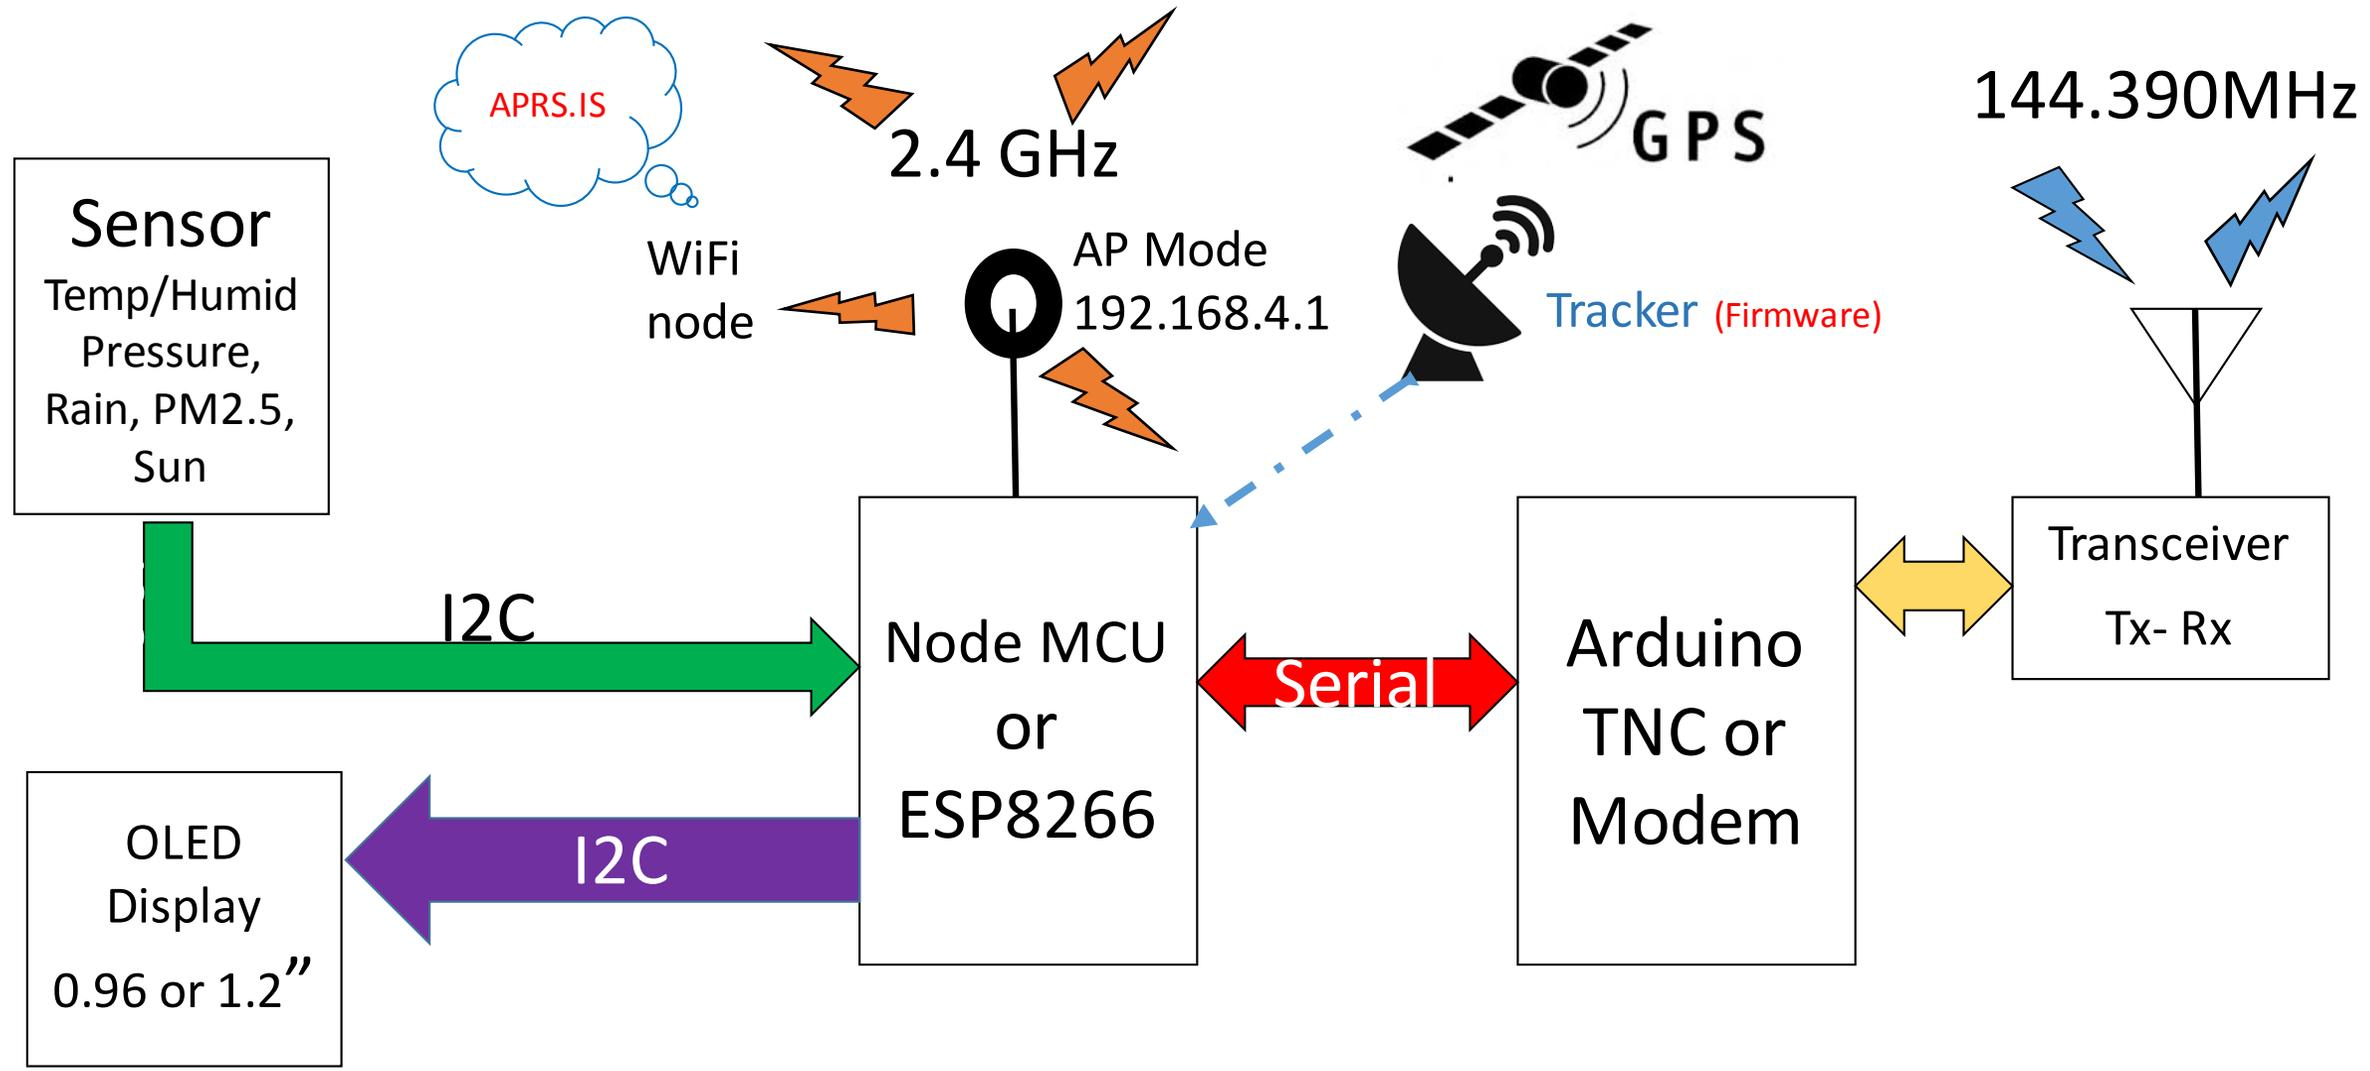 APRS.IS
2.4 GHz
GPS
144.390MHz
Sensor
Temp/Humid
Pressure,
Rain, PM2.5,
Sun
WiFi
node
AP Mode
192.168.4.1
Tracker (Firmware)
I2C
Node MCU
or
ESP8266
Serial
Arduino
TNC or
Modem
Transceiver
Tx- Rx
OLED
Display
0.96 or 1.2”
I2C